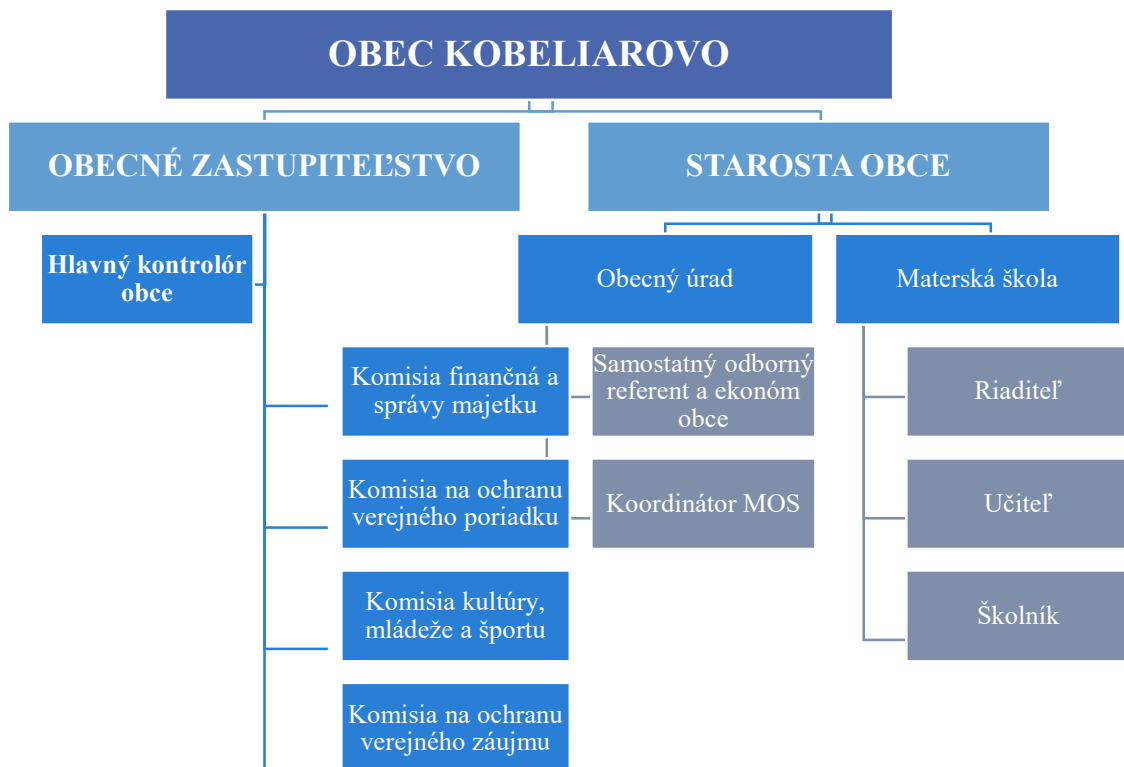 OBEC KOBELIAROVO
OBECNÉ ZASTUPITEĽSTVO
STAROSTA OBCE
Hlavný kontrolór
obce
Obecný úrad
Materská škola
Komisia finančná a
správy majetku
Samostatný odborný
referent a ekonóm
obce
Riaditeľ
Komisia na ochranu
verejného poriadku
Koordinátor MOS
Učiteľ
Komisia kultúry,
mládeže a športu
Školník
Komisia na ochranu
verejného záujmu